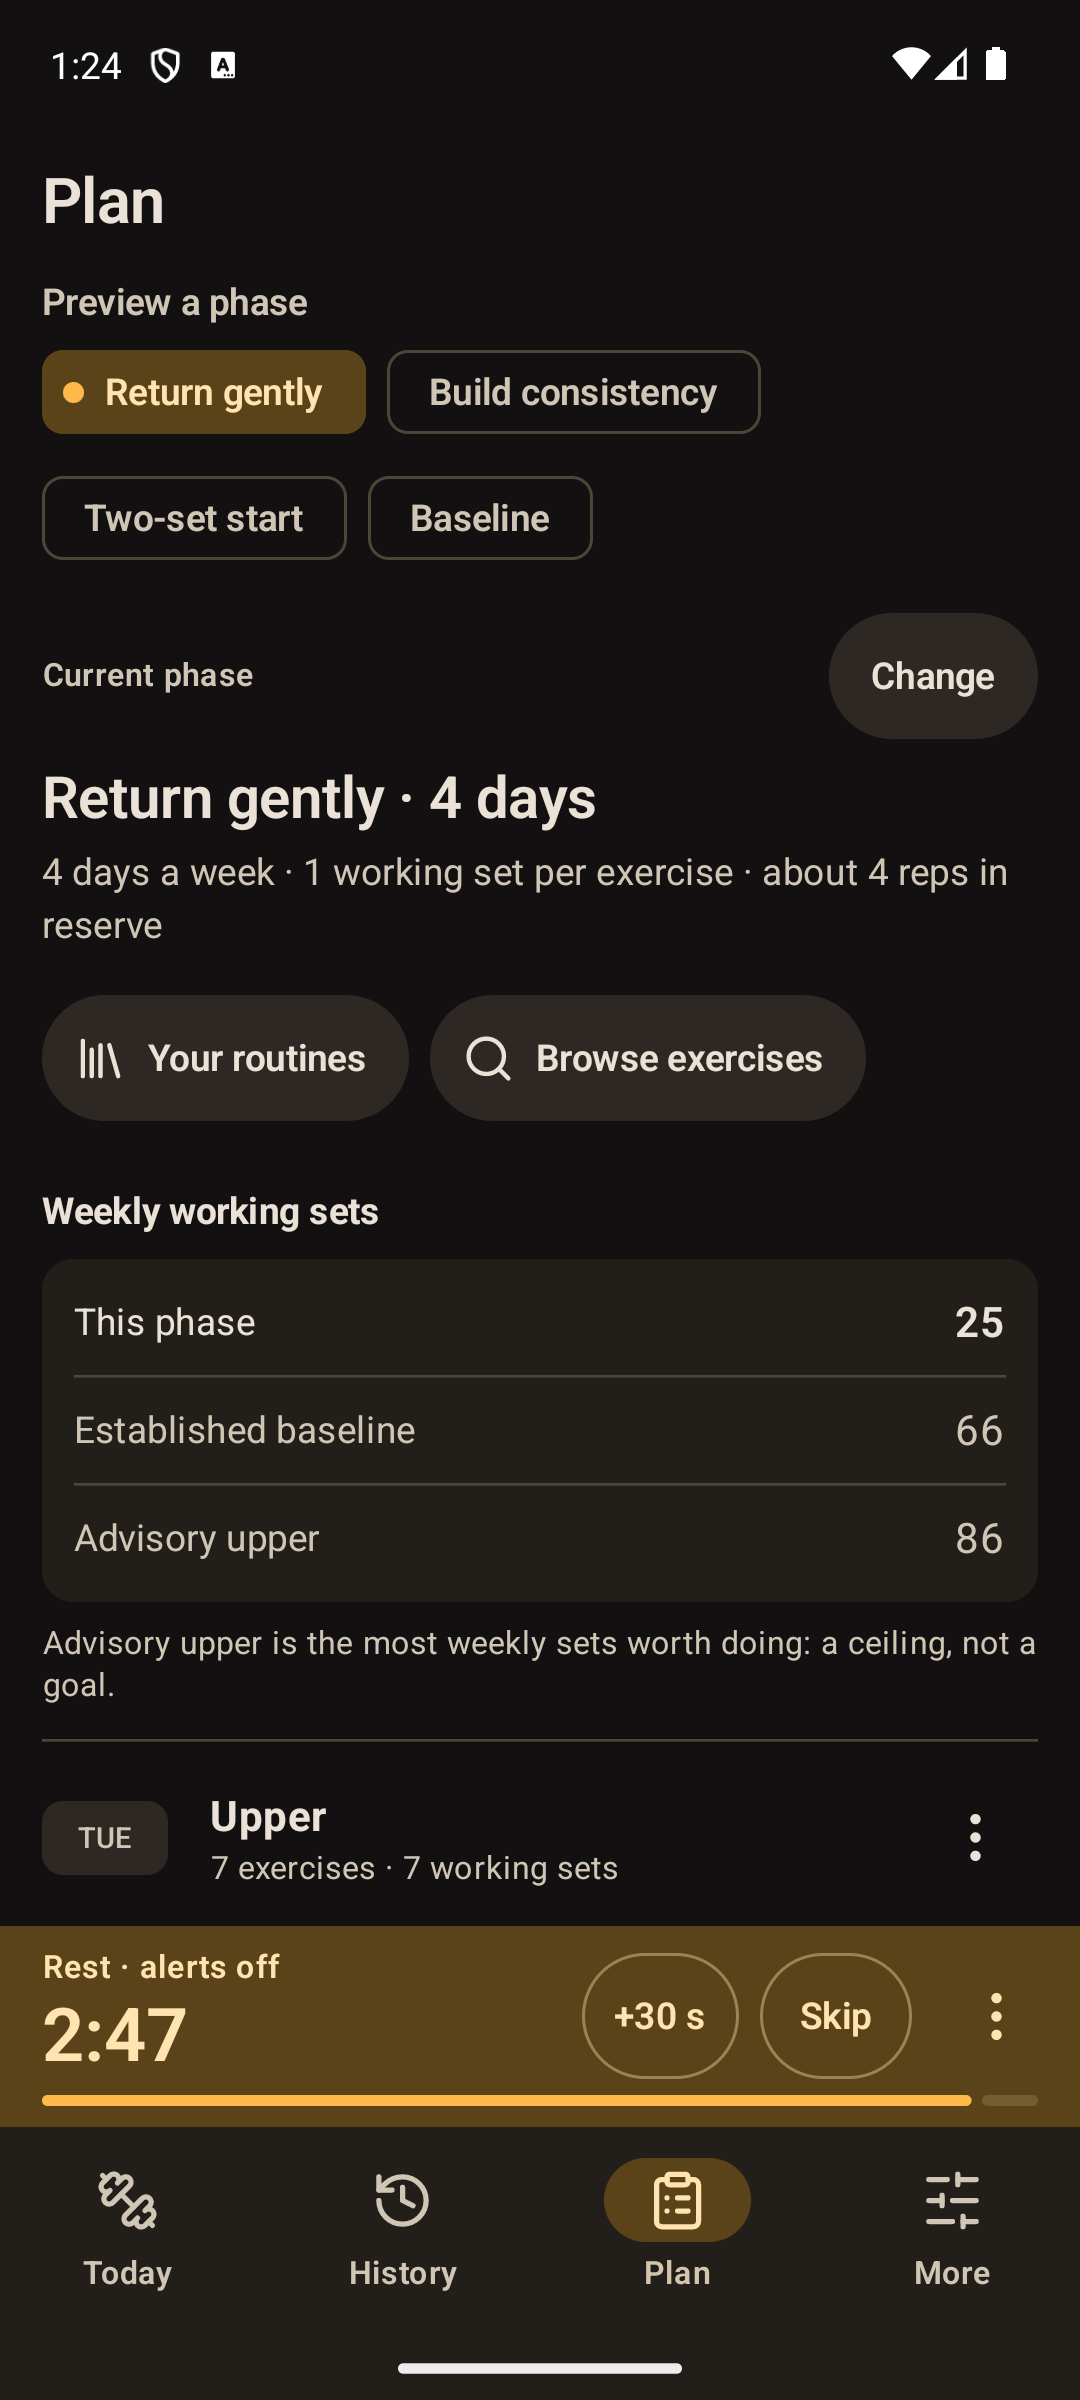 1:24
Plan
Preview a phase
Return gently
Build consistency
Two-set start
Baseline
Current phase
Change
Return gently · 4 days
4 days a week · 1 working set per exercise · about 4 reps in
reserve
Your routines
Browse exercises
Weekly working sets
This phase
25
Established baseline
66
Advisory upper
86
Advisory upper is the most weekly sets worth doing: a ceiling, not a
goal.
TUE
Upper
7 exercises · 7 working sets
Rest · alerts off
2:47
+30 s
Skip
Today
History
Plan
More